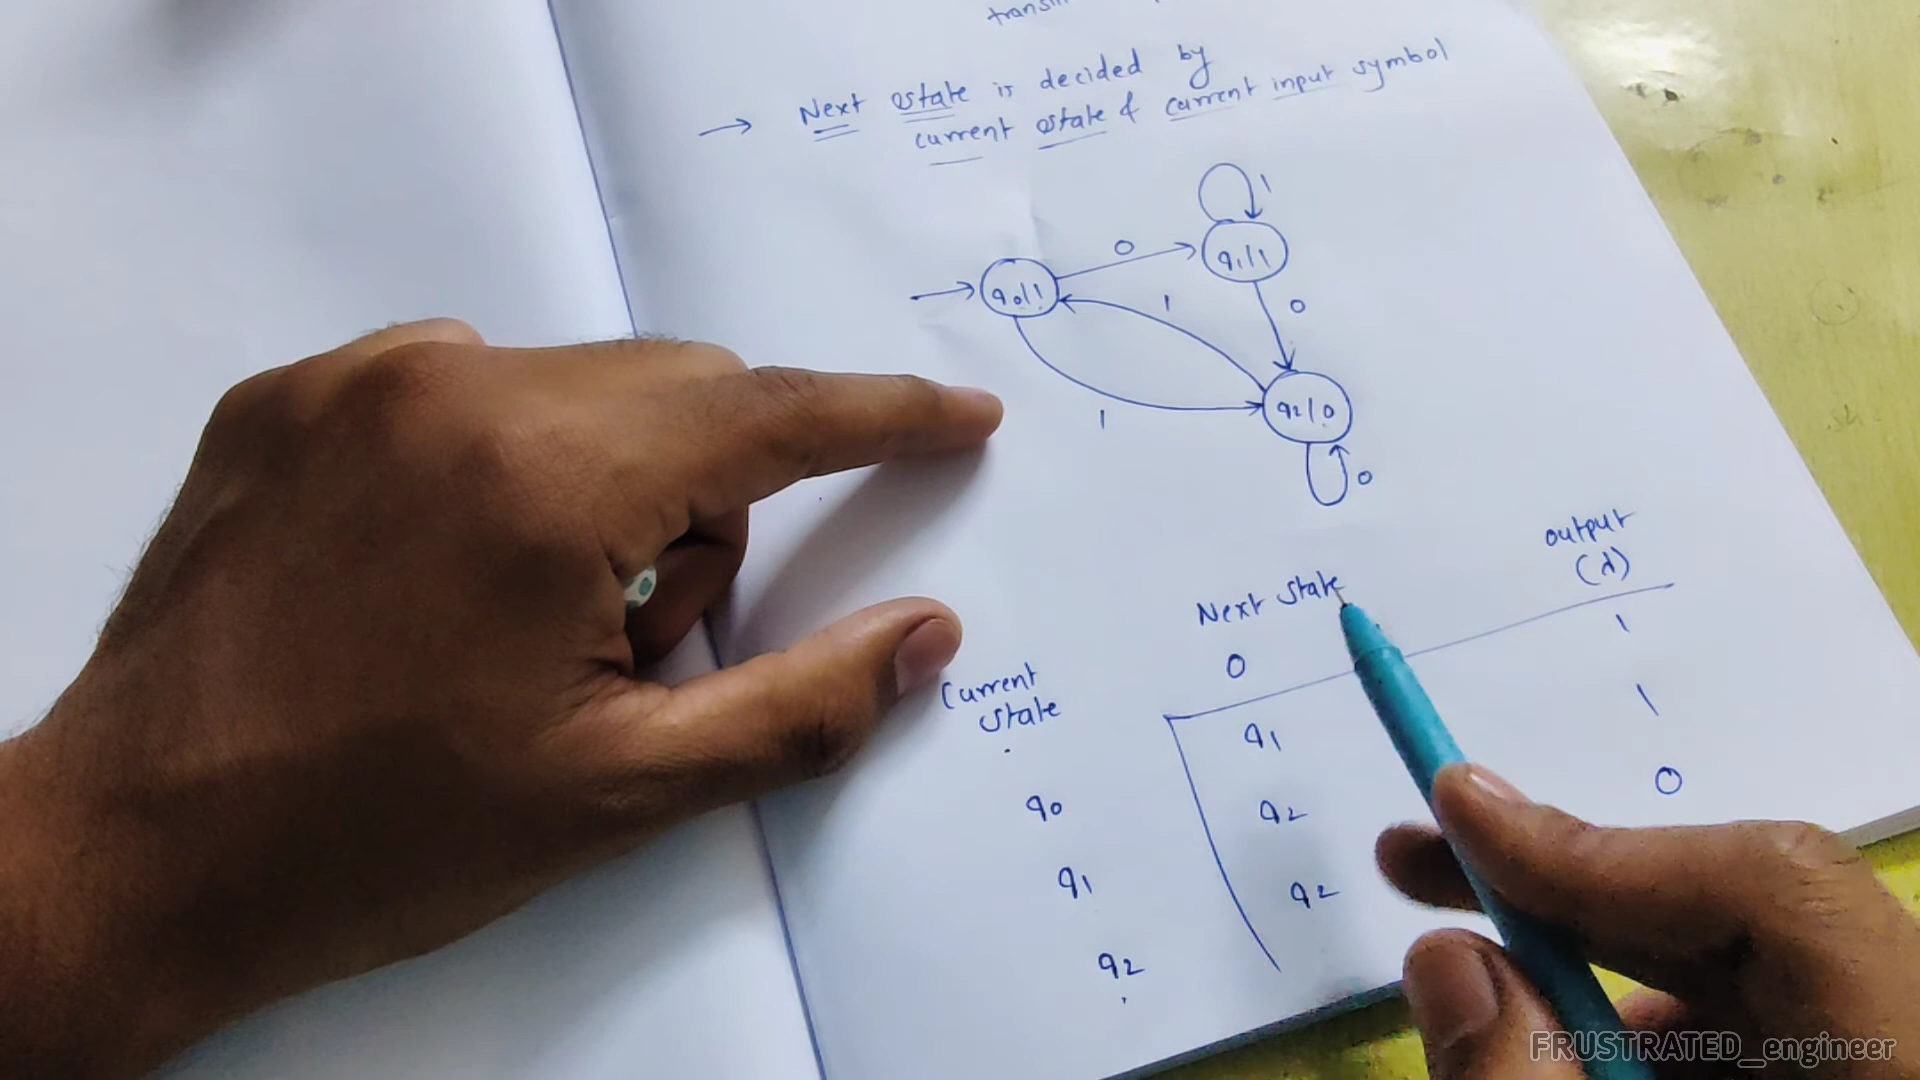 → Next state is decided by
current state & current input symbol
1
0
q1/1
q0/1
1
0
q2/0
1
0
output
(λ)
Next state
0
1
Current
state
q1
1
q0
q2
0
q1
q2
q2
FRUSTRATED_engineer